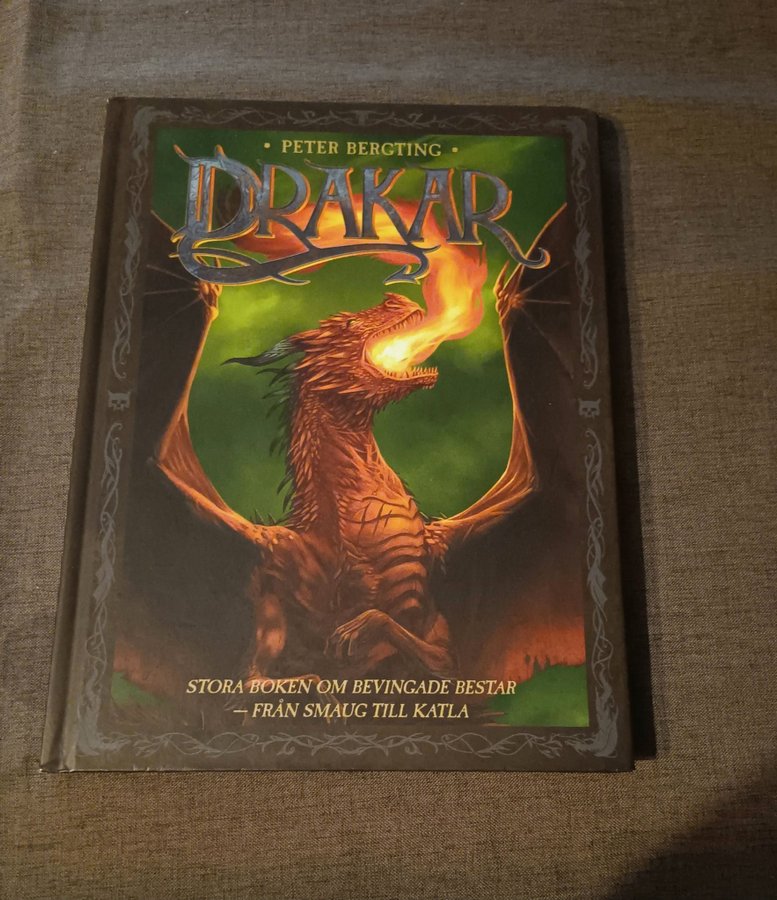 • PETER BERGTING •
DRAKAR
STORA BOKEN OM BEVINGADE BESTAR
— FRÅN SMAUG TILL KATLA